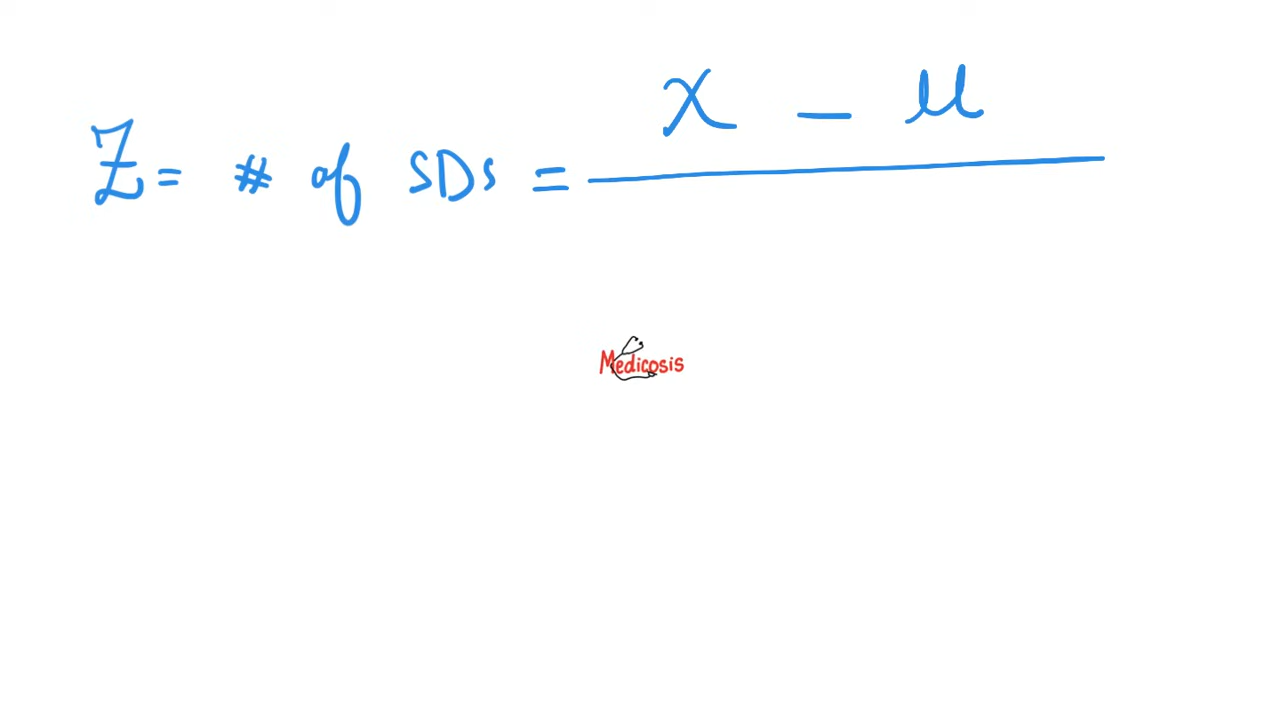 x - μ
Z = # of SDs =
Medicosis